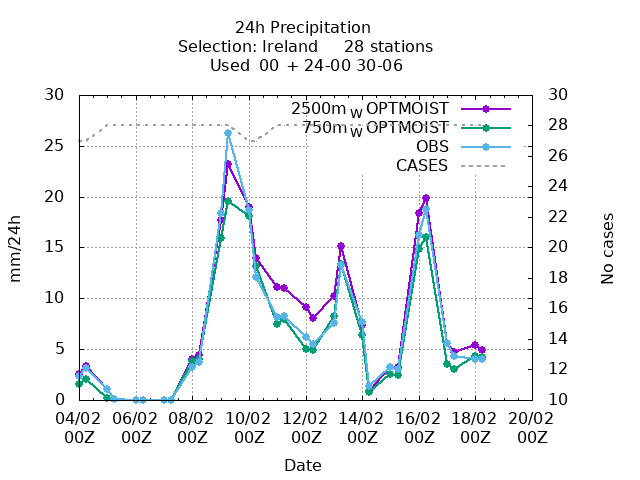 24h Precipitation
Selection: Ireland 28 stations
Used 00 + 24-00 30-06
30 30
2500m W OPTMOIST
28
750m W OPTMOIST
25 26
OBS
CASES
24
20 22
mm/24h No cases
15 20
18
10 16
14
5 12
0 10
04/02 06/02 08/02 10/02 12/02 14/02 16/02 18/02 20/02
00Z 00Z 00Z 00Z 00Z 00Z 00Z 00Z 00Z
Date